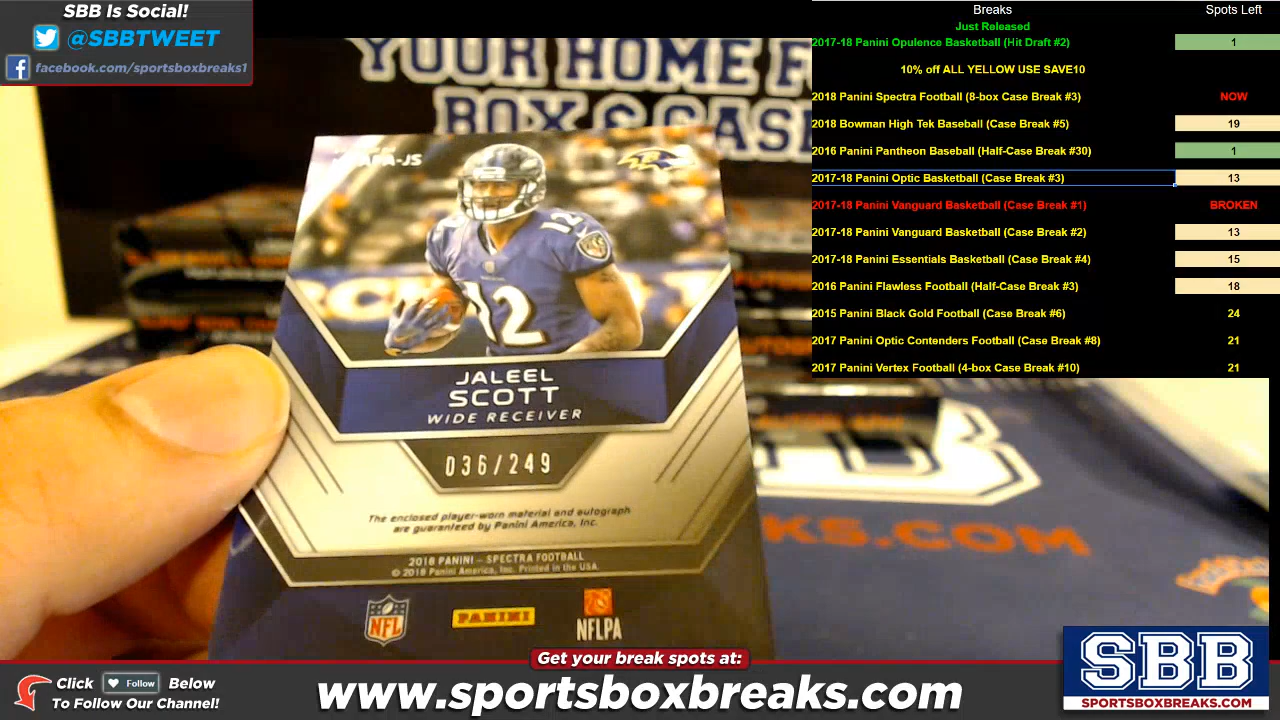 SBB Is Social!
@SBBTWEET
facebook.com/sportsboxbreaks1
Breaks Spots Left
Just Released
2017-18 Panini Opulence Basketball (Hit Draft #2) 1
10% off ALL YELLOW USE SAVE10
2018 Panini Spectra Football (8-box Case Break #3) NOW
2018 Bowman High Tek Baseball (Case Break #5) 19
2016 Panini Pantheon Baseball (Half-Case Break #30) 1
2017-18 Panini Optic Basketball (Case Break #3) 13
2017-18 Panini Vanguard Basketball (Case Break #1) BROKEN
2017-18 Panini Vanguard Basketball (Case Break #2) 13
2017-18 Panini Essentials Basketball (Case Break #4) 15
2016 Panini Flawless Football (Half-Case Break #3) 18
2015 Panini Black Gold Football (Case Break #6) 24
2017 Panini Optic Contenders Football (Case Break #8) 21
2017 Panini Vertex Football (4-box Case Break #10) 21
YOUR HOME F
BOX & CASE
12
12
JALEEL
SCOTT
WIDE RECEIVER
036/249
The enclosed player-worn material and autograph
are guaranteed by Panini America, Inc.
2018 PANINI – SPECTRA FOOTBALL
© 2018 Panini America, Inc. Printed in the USA.
NFL
PANINI
NFLPA
KS.COM
Get your break spots at:
Click Follow Below
To Follow Our Channel!
www.sportsboxbreaks.com
SBB
SPORTSBOXBREAKS.COM